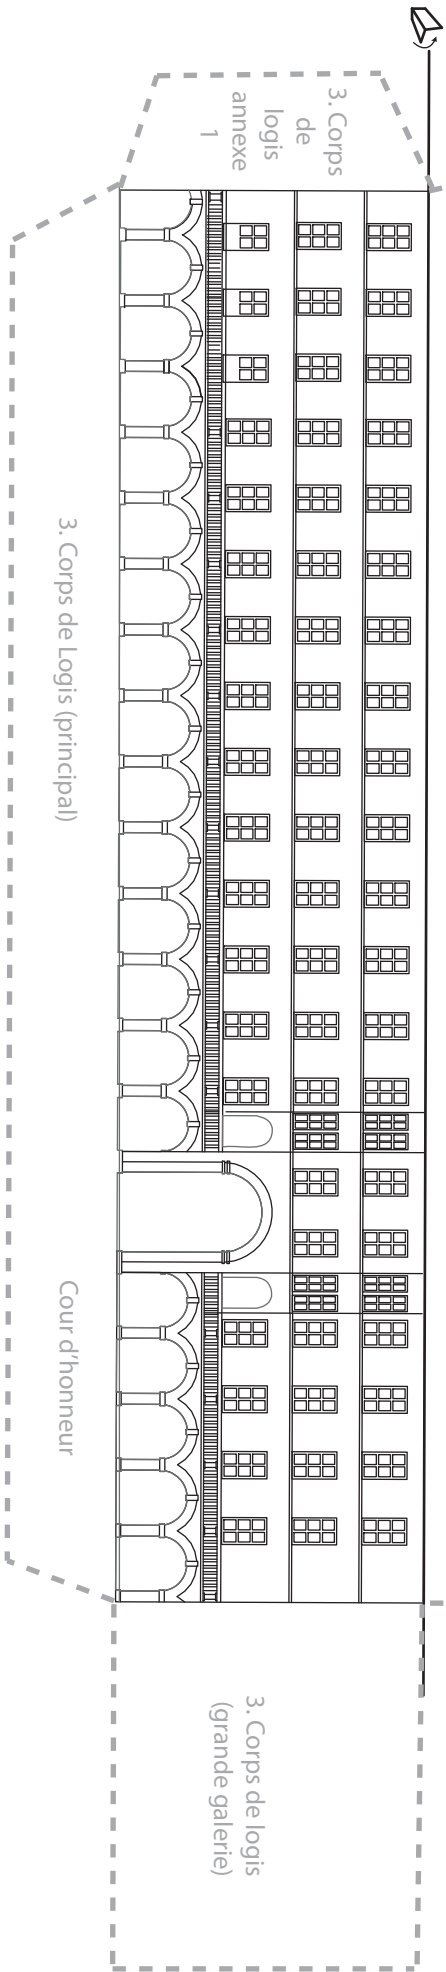 3. Corps
de
logis
annexe
1
3. Corps de Logis (principal)
Cour d'honneur
3. Corps de logis
(grande galerie)